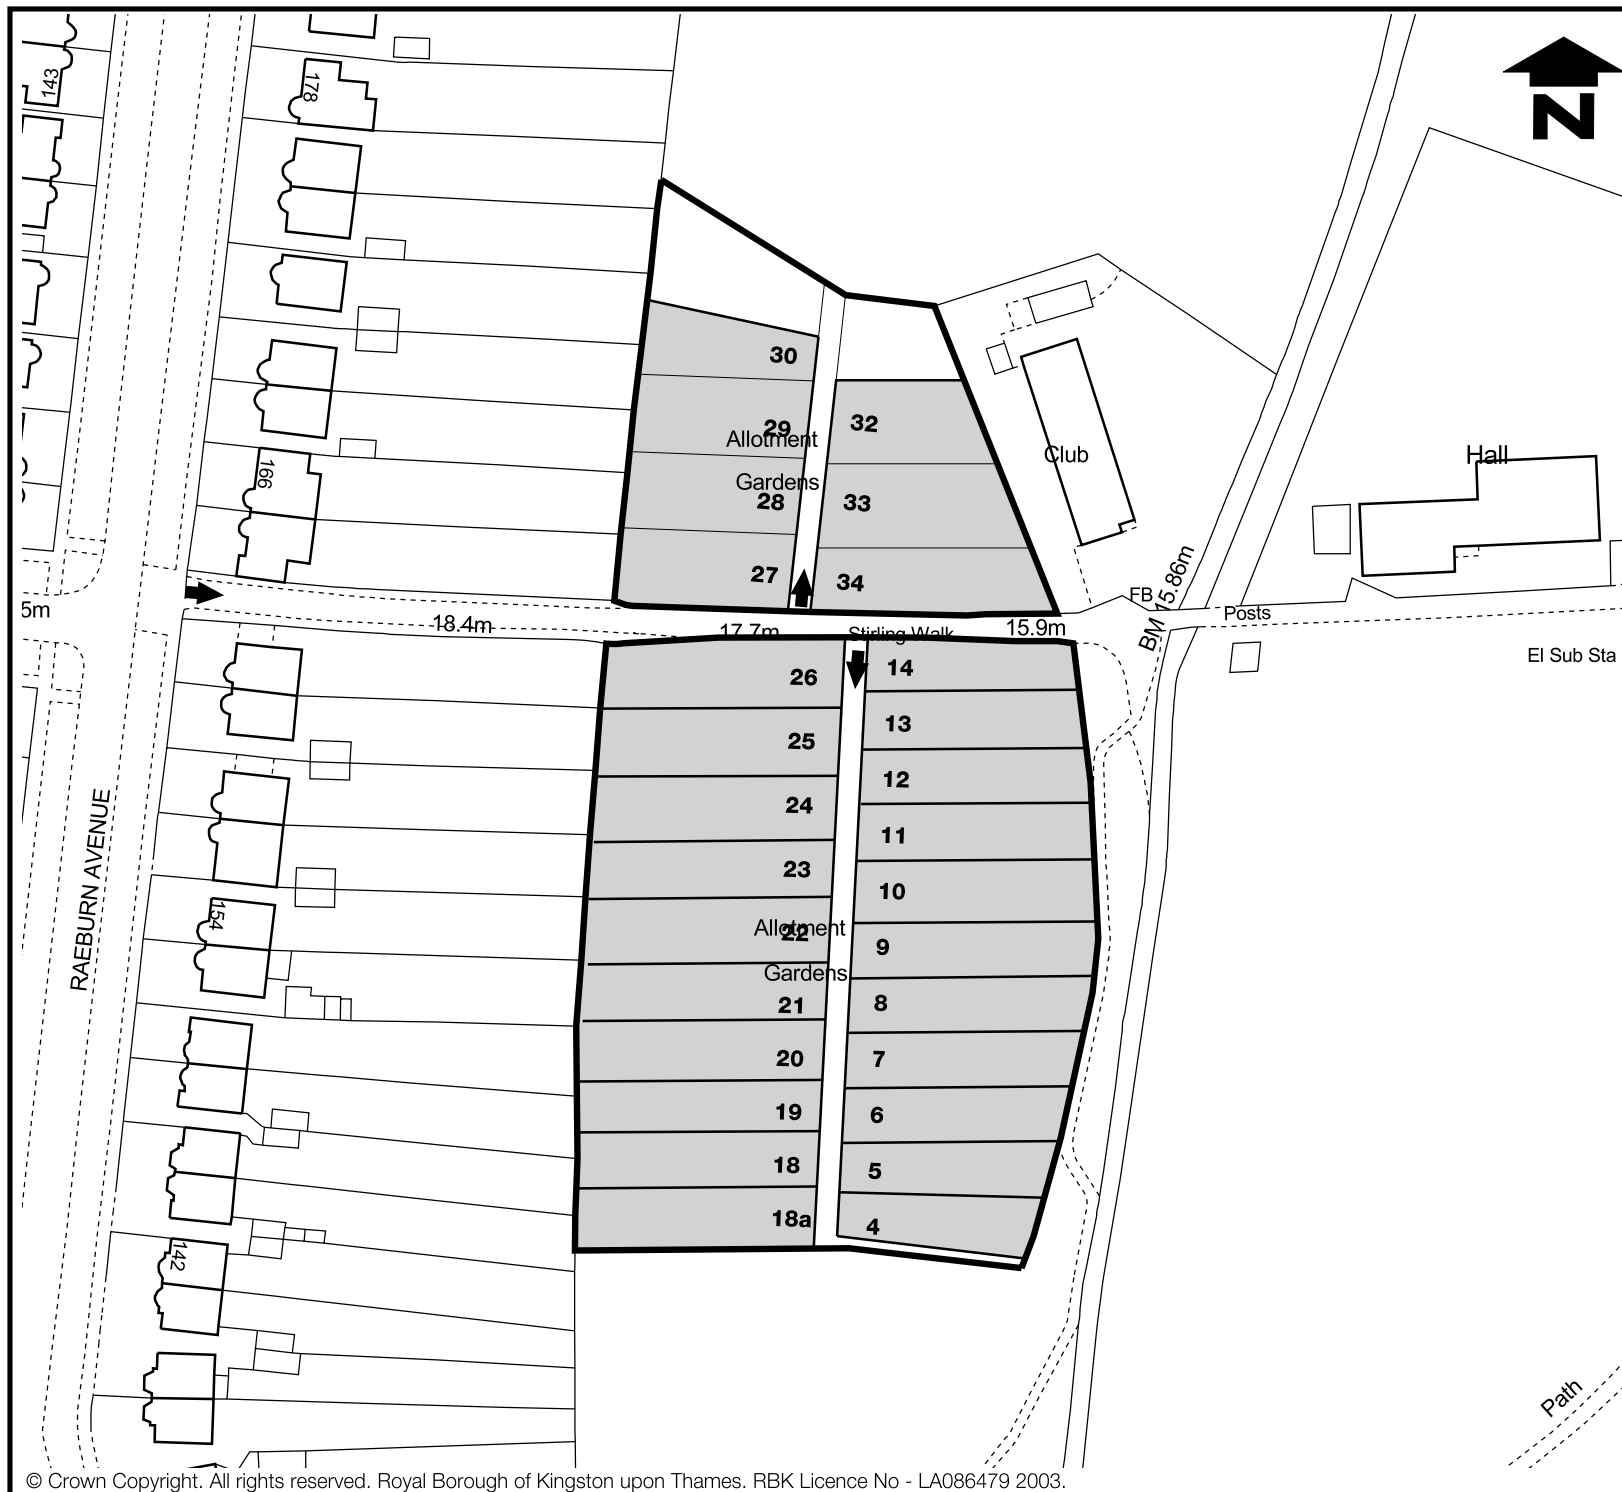 143
178
N
30
29
32
Allotment
Club
Hall
166
Gardens
28
33
27
34
BM 15.86m
FB
5m
18.4m
17.7m
Stirling Walk
15.9m
Posts
El Sub Sta
26
14
25
13
24
12
RAEBURN AVENUE
23
11
154
10
Allotment
22
9
Gardens
21
8
20
7
19
6
18
5
18a
4
142
Path
© Crown Copyright. All rights reserved. Royal Borough of Kingston upon Thames. RBK Licence No - LA086479 2003.